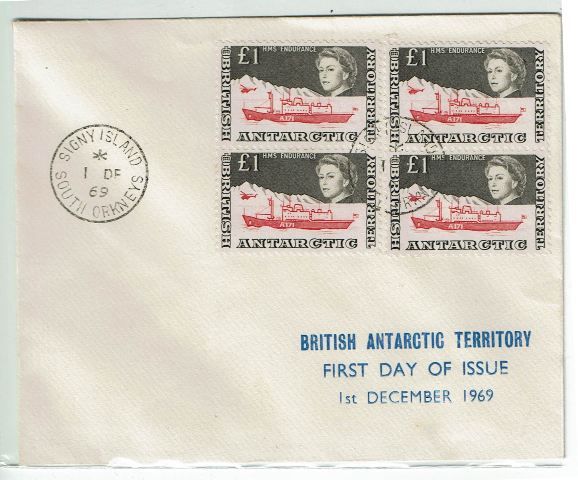 £1 HMS ENDURANCE
BRITISH
ANTARCTIC
TERRITORY
A171
£1 HMS ENDURANCE
BRITISH
ANTARCTIC
TERRITORY
A171
£1 HMS ENDURANCE
BRITISH
ANTARCTIC
TERRITORY
A171
£1 HMS ENDURANCE
BRITISH
ANTARCTIC
TERRITORY
A171
SIGNY ISLAND
*
1 DE
69
SOUTH ORKNEYS
BRITISH ANTARCTIC TERRITORY
FIRST DAY OF ISSUE
1st DECEMBER 1969